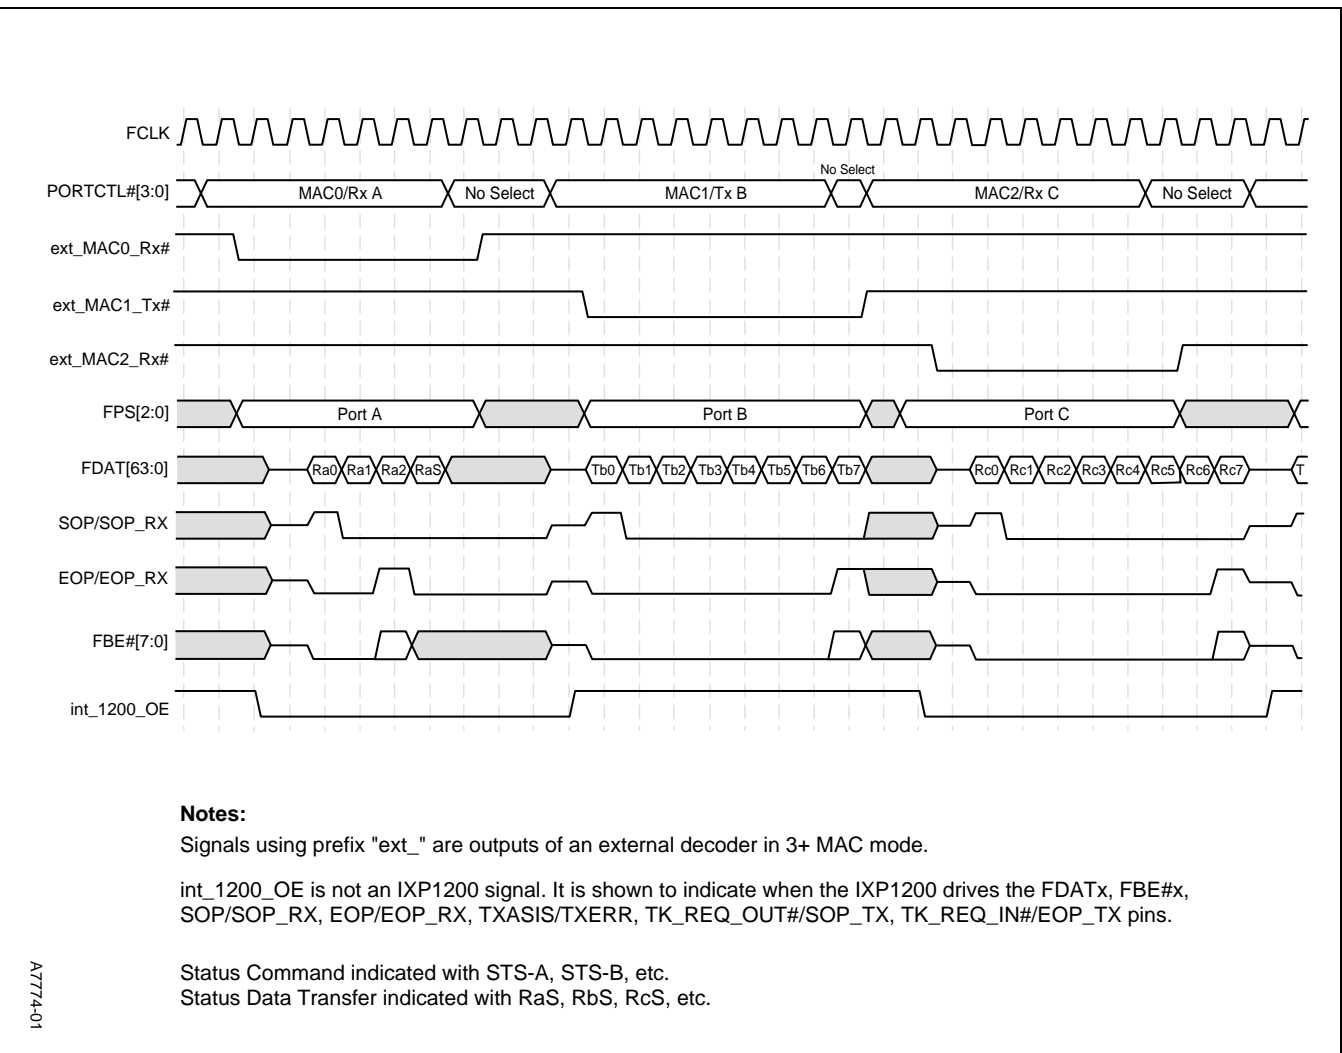 FCLK
No Select
PORTCTL#[3:0] MAC0/Rx A No Select MAC1/Tx B MAC2/Rx C No Select
ext_MAC0_Rx#
ext_MAC1_Tx#
ext_MAC2_Rx#
FPS[2:0] Port A Port B Port C
FDAT[63:0] Ra0 Ra1 Ra2 RaS Tb0 Tb1 Tb2 Tb3 Tb4 Tb5 Tb6 Tb7 Rc0 Rc1 Rc2 Rc3 Rc4 Rc5 Rc6 Rc7 T
SOP/SOP_RX
EOP/EOP_RX
FBE#[7:0]
int_1200_OE
Notes:
Signals using prefix "ext_" are outputs of an external decoder in 3+ MAC mode.
int_1200_OE is not an IXP1200 signal. It is shown to indicate when the IXP1200 drives the FDATx, FBE#x,
SOP/SOP_RX, EOP/EOP_RX, TXASIS/TXERR, TK_REQ_OUT#/SOP_TX, TK_REQ_IN#/EOP_TX pins.
Status Command indicated with STS-A, STS-B, etc.
Status Data Transfer indicated with RaS, RbS, RcS, etc.
A7774-01